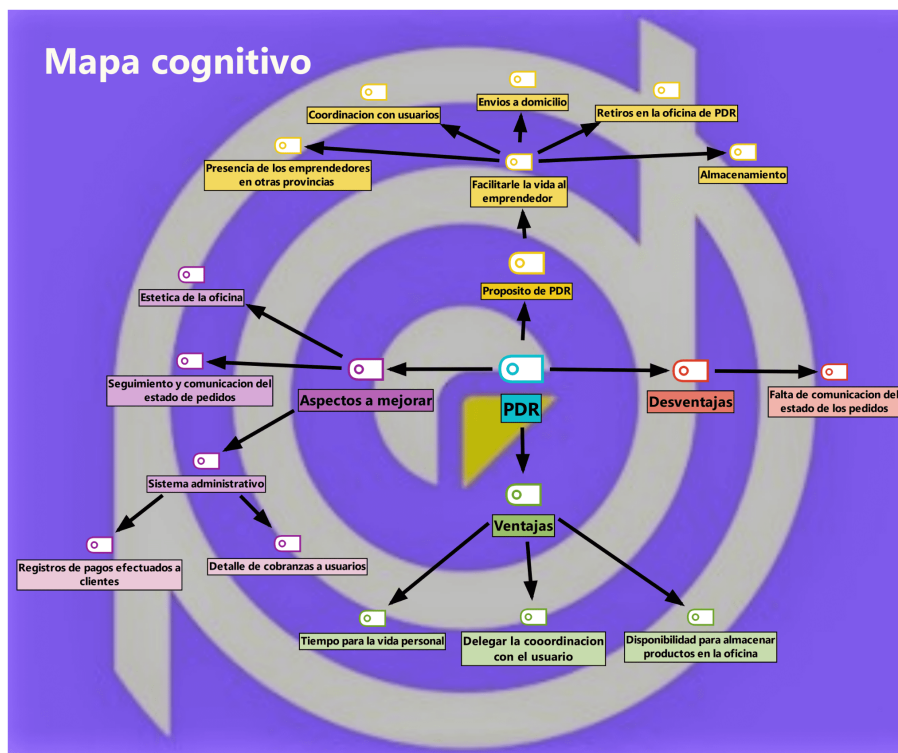 Mapa cognitivo
Envios a domicilio
Coordinacion con usuarios
Retiros en la oficina de PDR
Presencia de los emprendedores
en otras provincias
Facilitarle la vida al
emprendedor
Almacenamiento
Proposito de PDR
Estetica de la oficina
Seguimiento y comunicacion del
estado de pedidos
Aspectos a mejorar
PDR
Desventajas
Falta de comunicacion del
estado de los pedidos
Sistema administrativo
Ventajas
Registros de pagos efectuados a
clientes
Detalle de cobranzas a usuarios
Tiempo para la vida personal
Delegar la cooordinacion
con el usuario
Disponibilidad para almacenar
productos en la oficina